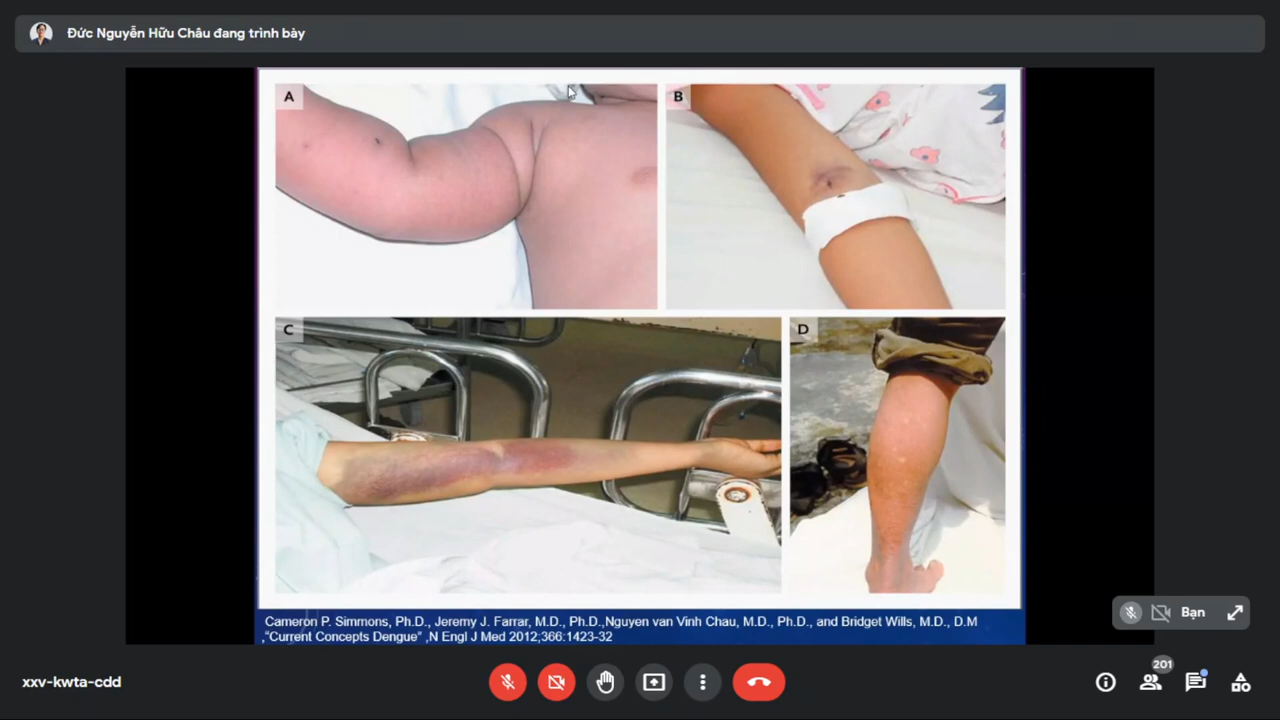 Đức Nguyễn Hữu Châu đang trình bày
A
B
C
D
Cameron P. Simmons, Ph.D., Jeremy J. Farrar, M.D., Ph.D.,Nguyen van Vinh Chau, M.D., Ph.D., and Bridget Wills, M.D., D.M
,“Current Concepts Dengue” ,N Engl J Med 2012;366:1423-32
Bạn
xxv-kwta-cdd
201